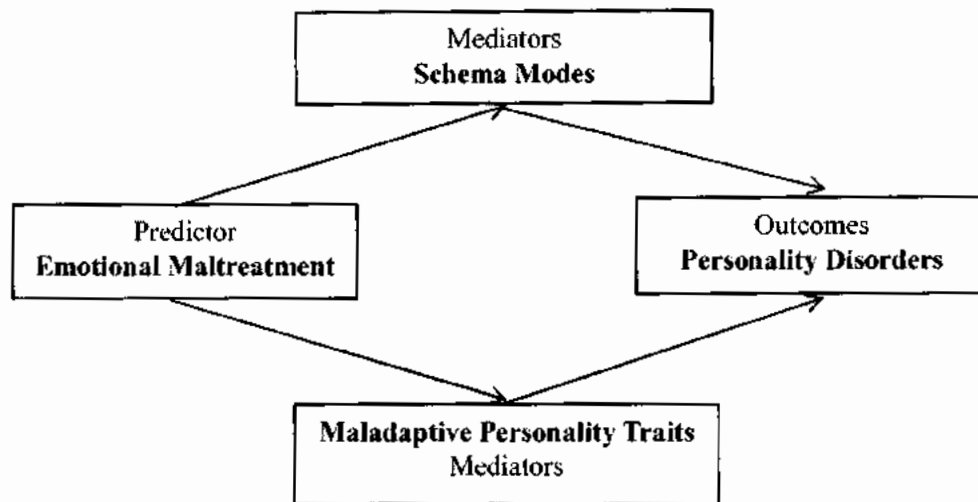 Mediators
Schema Modes
Predictor
Emotional Maltreatment
Outcomes
Personality Disorders
Maladaptive Personality Traits
Mediators